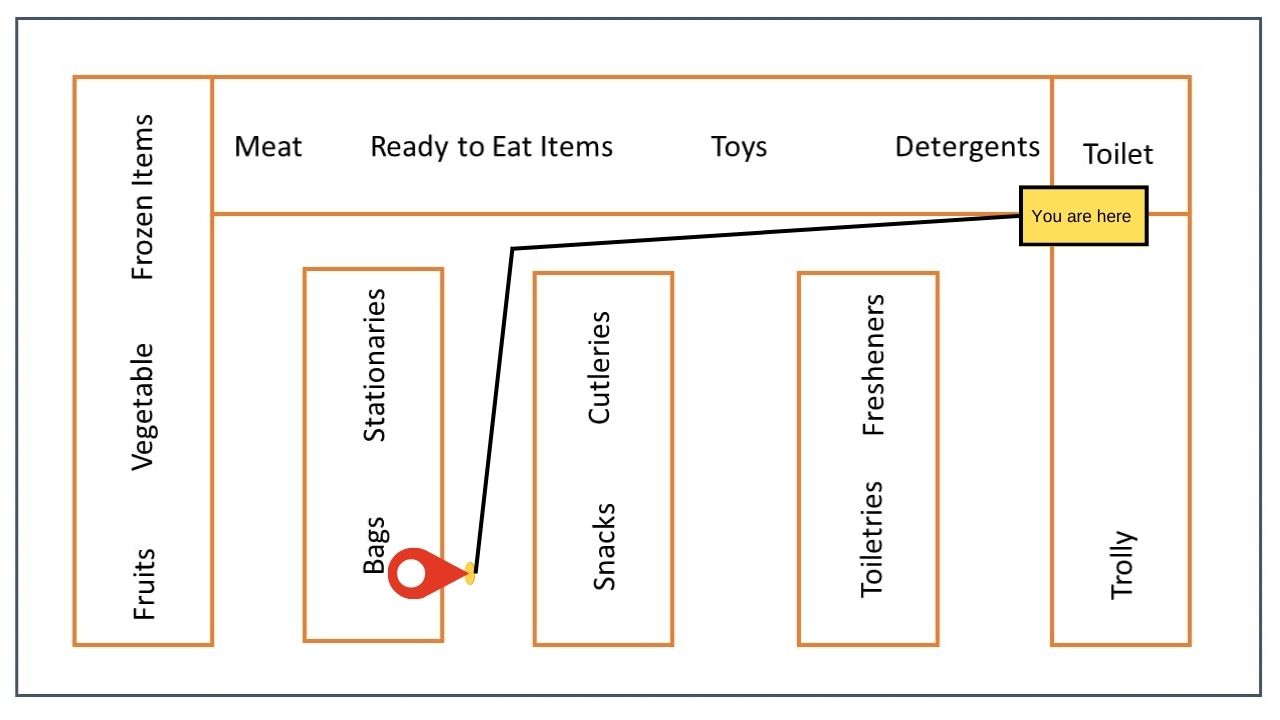 Meat
Ready to Eat Items
Toys
Detergents
Toilet
You are here
Frozen Items
Vegetable
Fruits
Stationaries
Bags
Cutleries
Snacks
Fresheners
Toiletries
Trolly